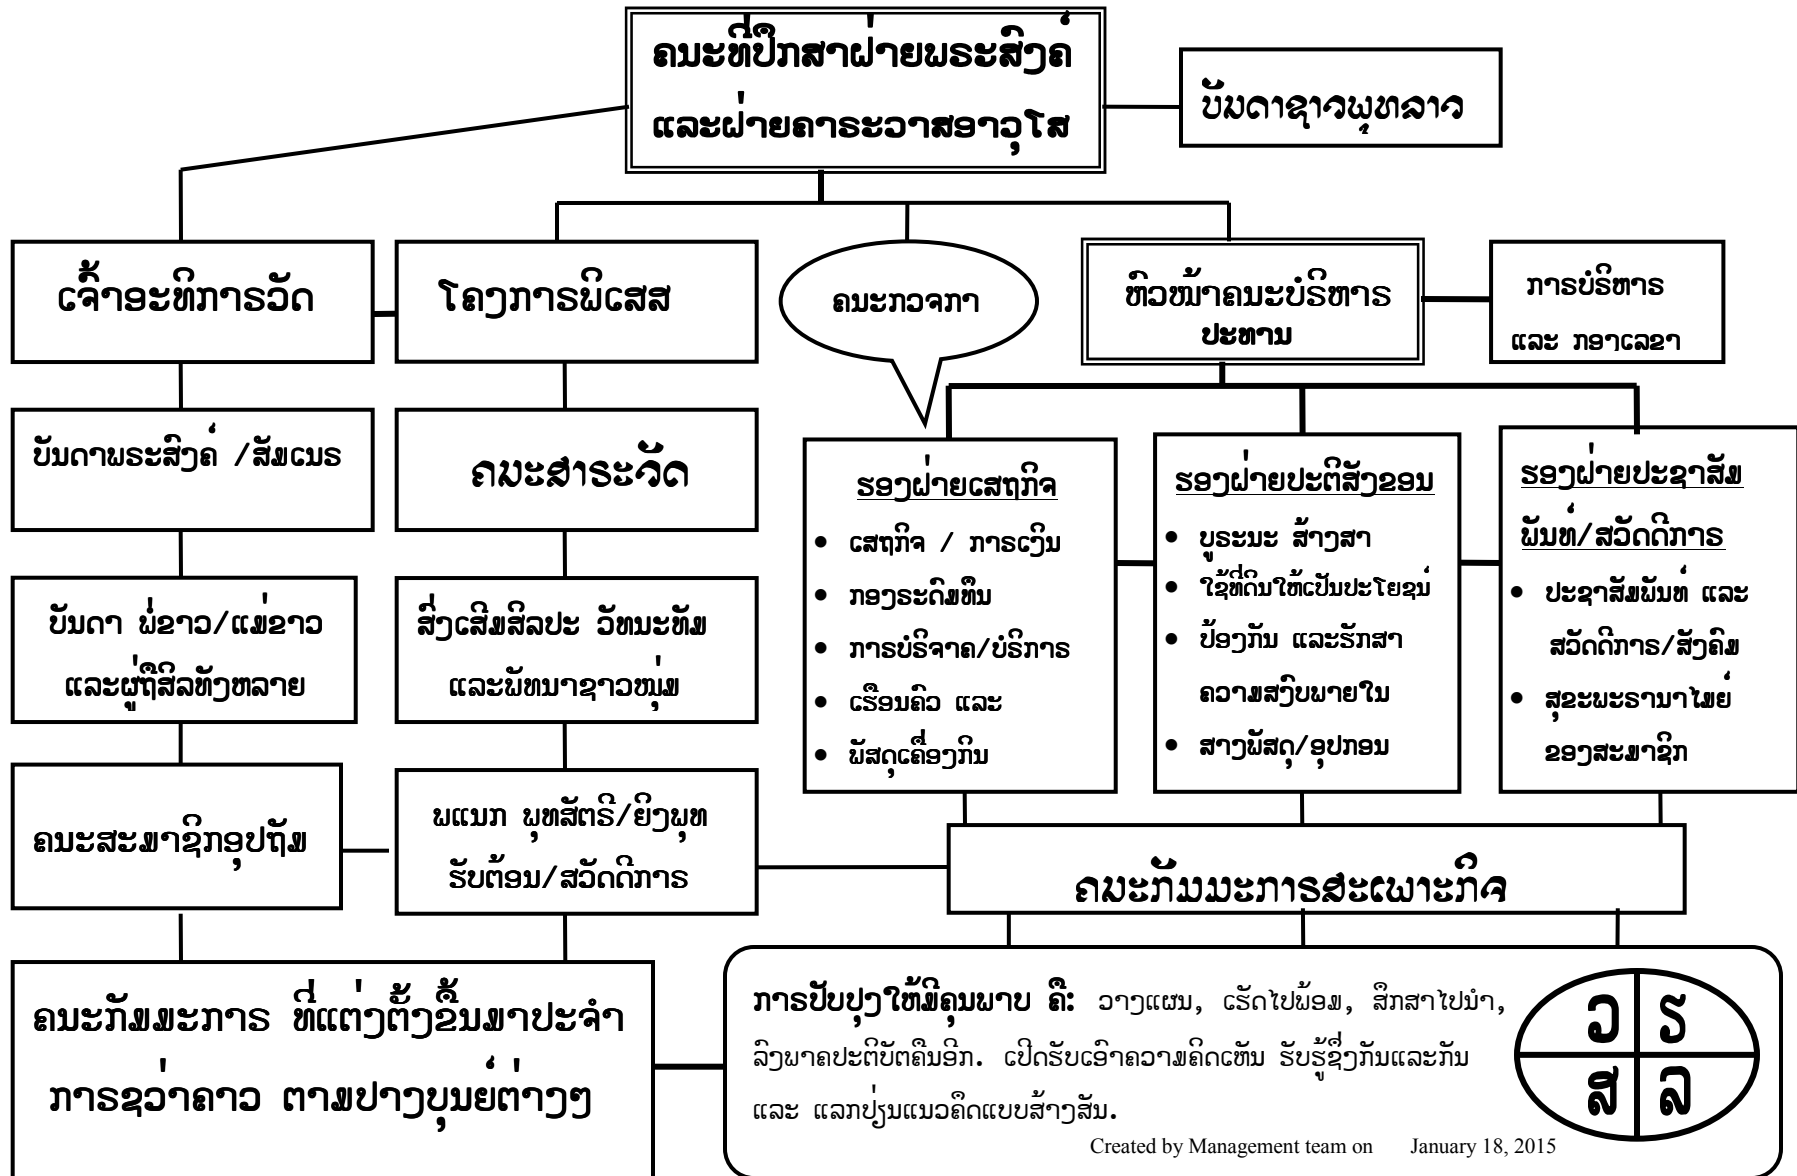 ຄນະທີ່ປຶກສາຝ່າຍພຣະສົງຄ໌
ແລະຝ່າຍຄາຣະວາສອາວຸໂສ
ບັນດາຊາວພຸທລາວ
ເຈົ້າອະທິການຣວັດ
ໂຄງກາຣພິເສສ
ຄນະກວຈກາ
ຫົວໜ້າຄນະບໍຣິຫາຣ
ປະທານ
ກາຣບໍຣິຫາຣ
ແລະ ກອາເລຂາ
ບັນດາພຣະສົງຄ໌ /ສັມເນຣ
ຄນະສາຣະວັດ
ບັນດາ ພໍ່ຂາວ/ແມ່ຂາວ
ແລະຜູ່ຖືສິລທັງຫລາຍ
ສົ່ງເສີມສິລປະ ວັທນະທັມ
ແລະພັທນາຊາວໜຸ່ມ
ຄນະສະມາຊິກອຸປຖັມ
ພແນກ ພຸທສັຕຣີ/ຍິງພຸທ
ຮັບຕ້ອນ/ສວັດດີກາຣ
ຮອງຝ່າຍເສຖກິຈ
• ເສຖກິຈ / ກາຣເງິນ
• ກອງຣະດົມທຶນ
• ກາຣບໍຣິຈາຄ/ບໍຣິກາຣ
• ເຮືອນຄົວ ແລະ
• ພັສດຸເຄື່ອງກິນ
ຮອງຝ່າຍປະຕິສັງຂອນ
• ບູຣະນະ ສ້າງສາ
• ໃຊ້ທີ່ດິນໃຫ້ເປັນປະໂຍຊນ໌
• ປ້ອງກັນ ແລະຮັກສາ
ຄວາມສງົບພາຍໃນ
• ສາງພັສດຸ/ອຸປກອນ
ຮອງຝ່າຍປະຊາສັມ
ພັນທ໌/ສວັດດີກາຣ
• ປະຊາສັມພັນທ໌ ແລະ
ສວັດດີກາຣ/ສັງຄົມ
• ສຸຂະພະຣານາໄມຍ໌
ຂອງສະມາຊິກ
ຄນະກັມມະກາຣສະເພາະກິຈ
ຄນະກັມມະກາຣ ທີ່ແຕ່ງຕັ້ງຂຶ້ນມາປະຈຳ
ກາຣຊວ່າຄາວ ຕາມປາງບຸນຍ໌ຕ່າງໆ
ກາຣປັບປຸງໃຫ້ມີຄຸນພາບ ຄື: ວາງແຜນ, ເຮັດໄປພ້ອມ, ສຶກສາໄປນຳ,
ລົງພາຄປະຕິບັຕຄືນອີກ. ເປີດຮັບເອົາຄວາມຄິດເຫັນ ຮັບຮູ້ຊຶ່ງກັນແລະກັນ
ແລະ ແລກປ່ຽນແນວຄຶດແບບສ້າງສັນ.
ວ ຮ
ສ ລ
Created by Management team on January 18, 2015